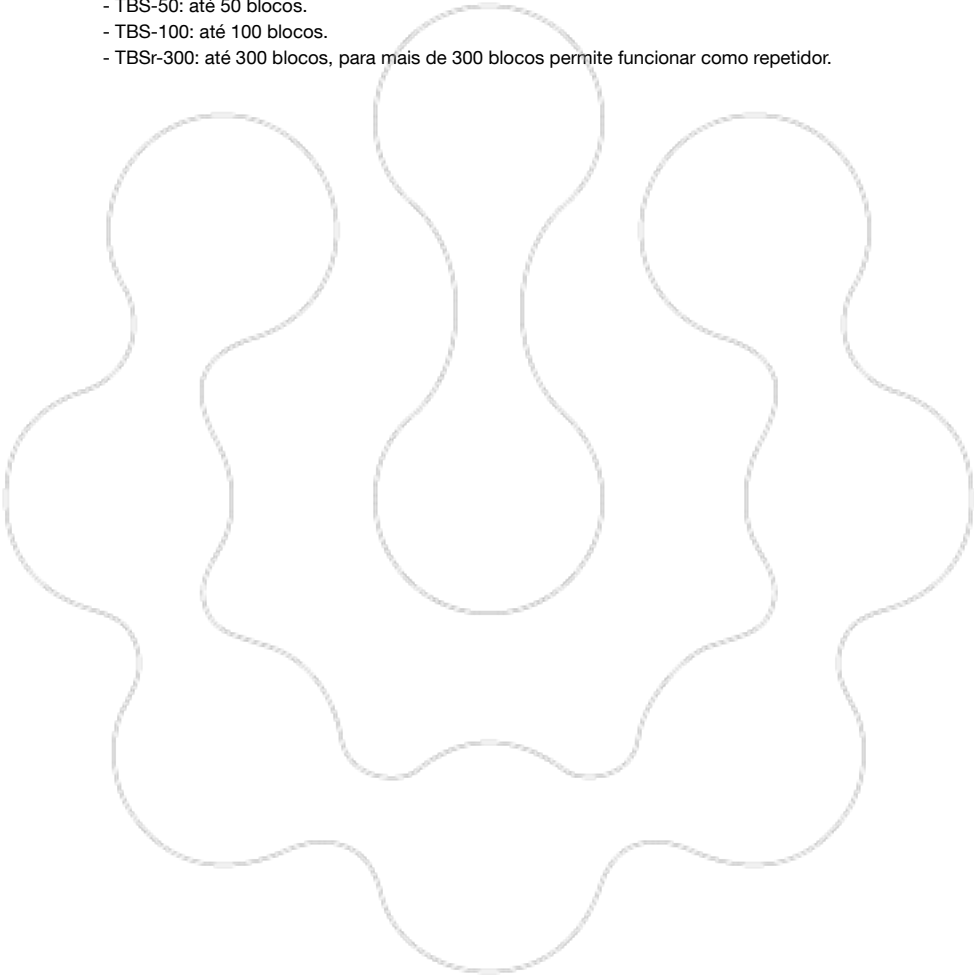 - TBS-50: até 50 blocos.
- TBS-100: até 100 blocos.
- TBSr-300: até 300 blocos, para mais de 300 blocos permite funcionar como repetidor.